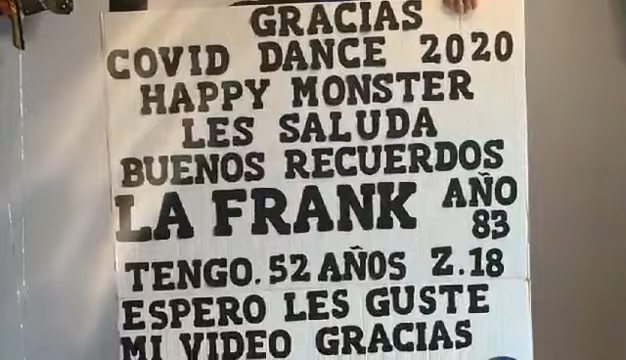 GRACIAS
COVID DANCE 2020
HAPPY MONSTER
LES SALUDA
BUENOS RECUERDOS
LA FRANK AÑO 83
TENGO. 52 AÑOS Z.18
ESPERO LES GUSTE
MI VIDEO GRACIAS